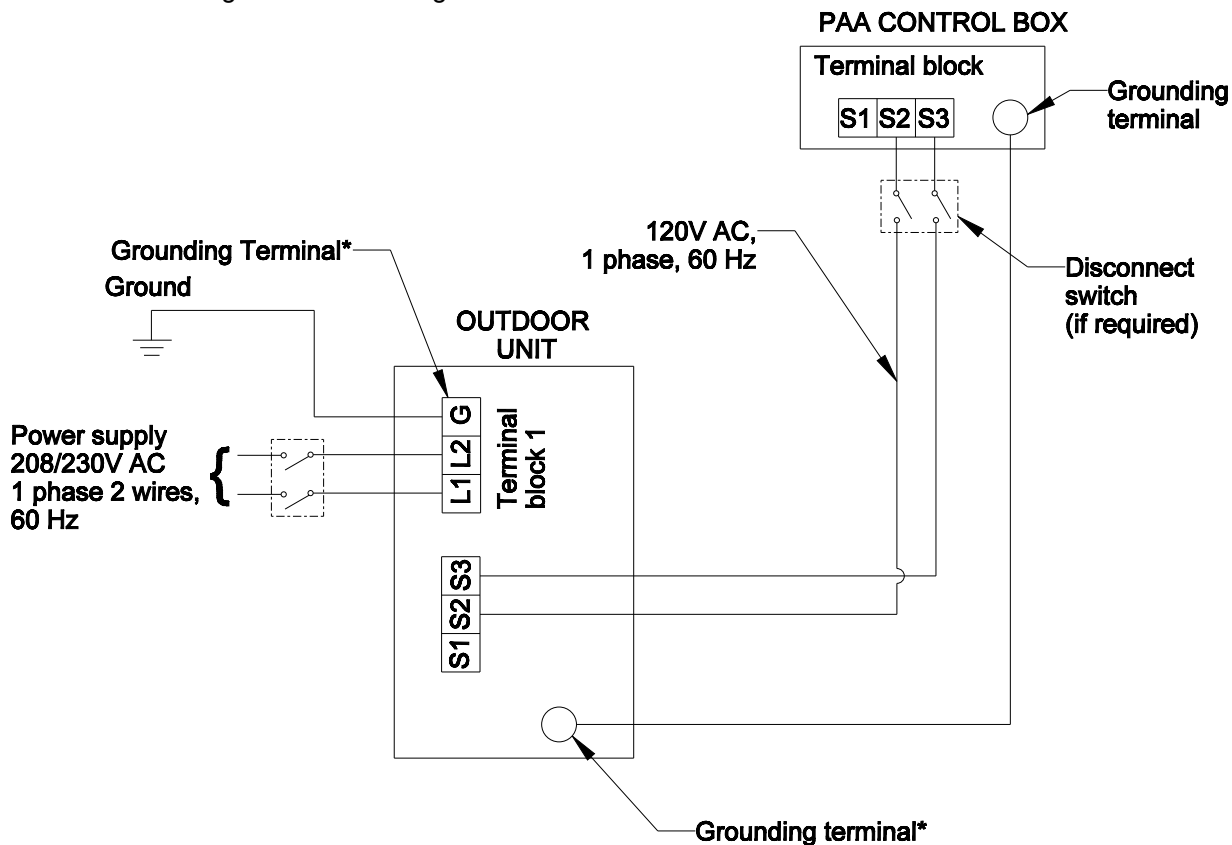 PAA CONTROL BOX
Terminal block
S1 S2 S3
Grounding
terminal
120V AC,
1 phase, 60 Hz
Disconnect
switch
(if required)
Grounding Terminal*
Ground
OUTDOOR
UNIT
Power supply
208/230V AC
1 phase 2 wires,
60 Hz
G
L2
L1
Terminal
block 1
S3
S2
S1
Grounding terminal*